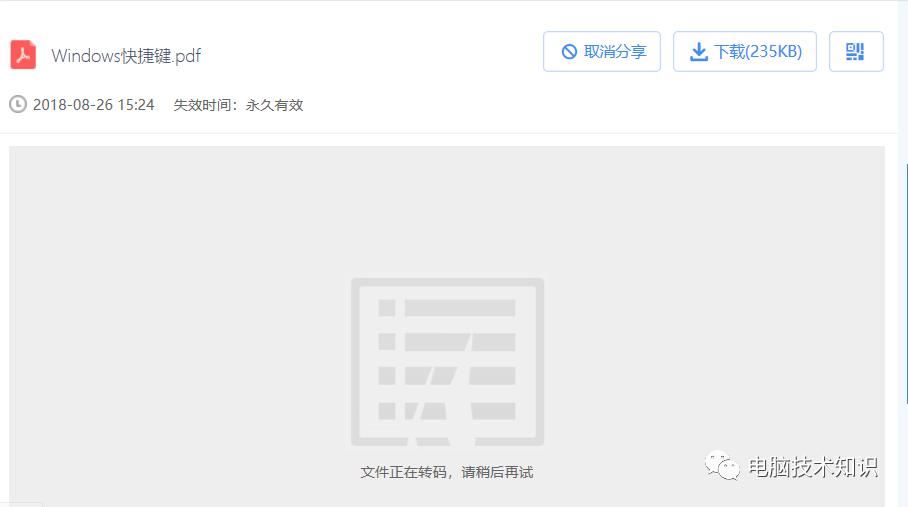 Windows快捷键.pdf
取消分享
下载(235KB)
2018-08-26 15:24 失效时间：永久有效
文件正在转码，请稍后再试
电脑技术知识